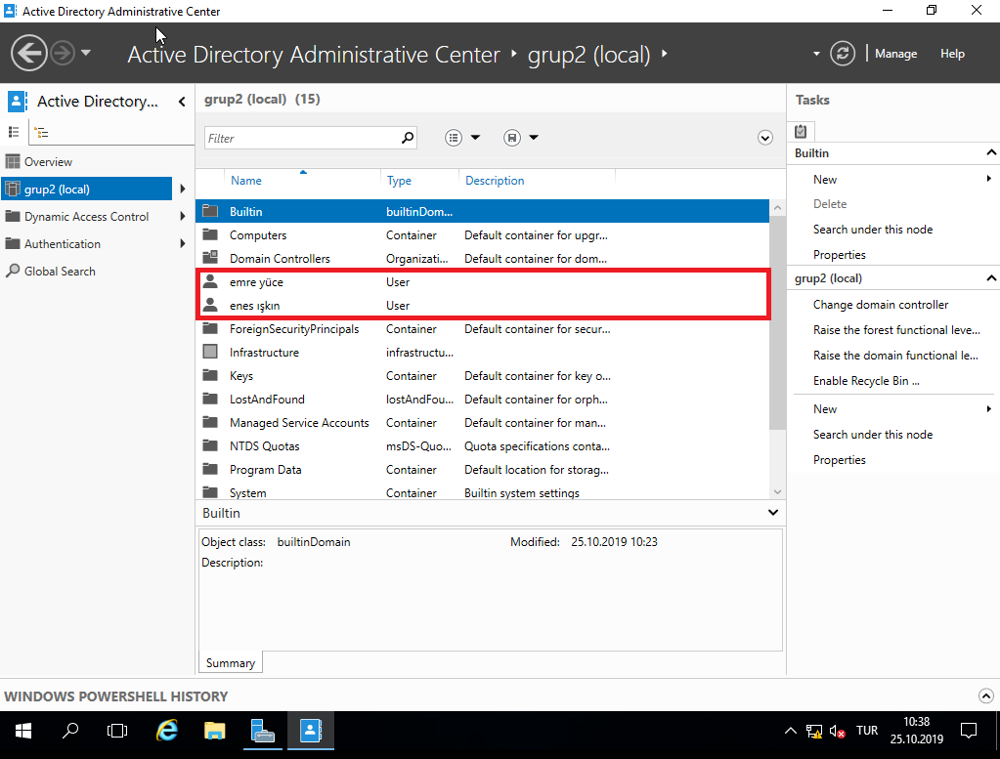 Active Directory Administrative Center
Active Directory Administrative Center grup2 (local)
Manage
Help
Active Directory...
Overview
grup2 (local)
Dynamic Access Control
Authentication
Global Search
grup2 (local) (15)
Filter
Name Type Description
Builtin builtinDom...
Computers Container Default container for upgr...
Domain Controllers Organizati... Default container for dom...
emre yüce User
enes ışkın User
ForeignSecurityPrincipals Container Default container for secur...
Infrastructure infrastructu...
Keys Container Default container for key o...
LostAndFound lostAndFou... Default container for orph...
Managed Service Accounts Container Default container for man...
NTDS Quotas msDS-Quo... Quota specifications conta...
Program Data Container Default location for storag...
System Container Builtin system settings
Builtin
Object class: builtinDomain Modified: 25.10.2019 10:23
Description:
Summary
Tasks
Builtin
New
Delete
Search under this node
Properties
grup2 (local)
Change domain controller
Raise the forest functional leve...
Raise the domain functional le...
Enable Recycle Bin ...
New
Search under this node
Properties
WINDOWS POWERSHELL HISTORY
TUR
10:38
25.10.2019